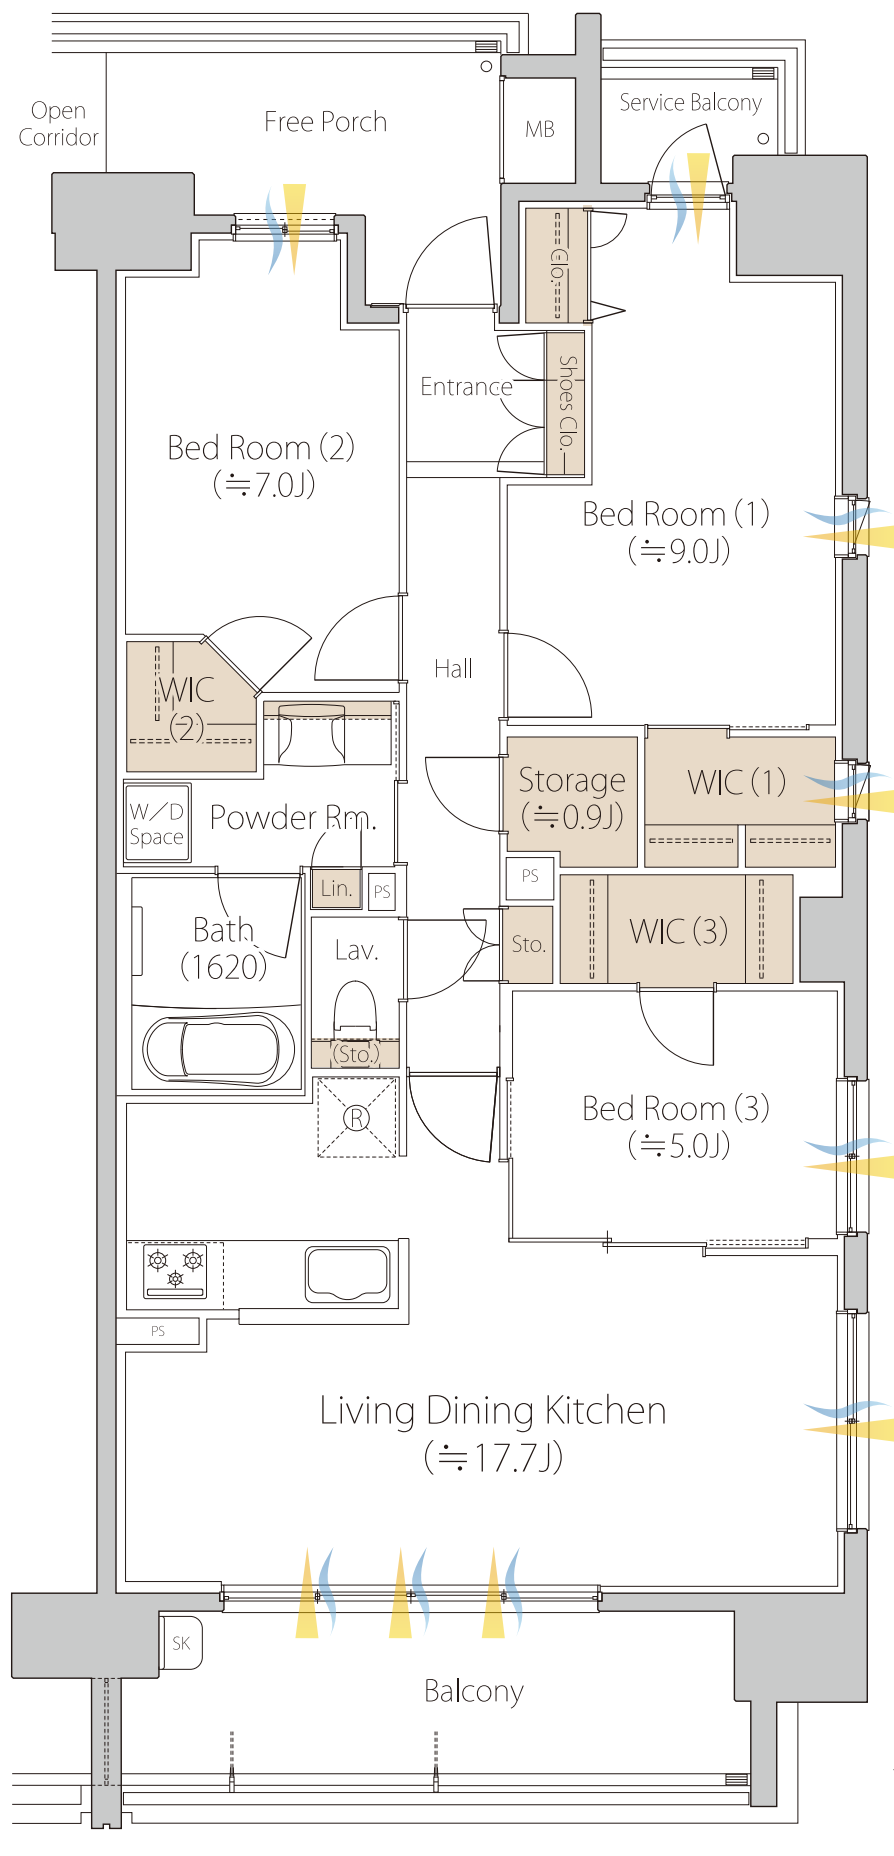 Open
Corridor
Free Porch
MB
Service Balcony
Clo.
Entrance
Shoes Clo.
Bed Room (2)
(≒7.0J)
Bed Room (1)
(≒9.0J)
Hall
WIC
(2)
Storage
(≒0.9J)
WIC (1)
W／D
Space
Powder Rm.
Lin.
PS
PS
Bath
(1620)
Lav.
Sto.
WIC (3)
(Sto.)
R
Bed Room (3)
(≒5.0J)
PS
Living Dining Kitchen
(≒17.7J)
SK
Balcony